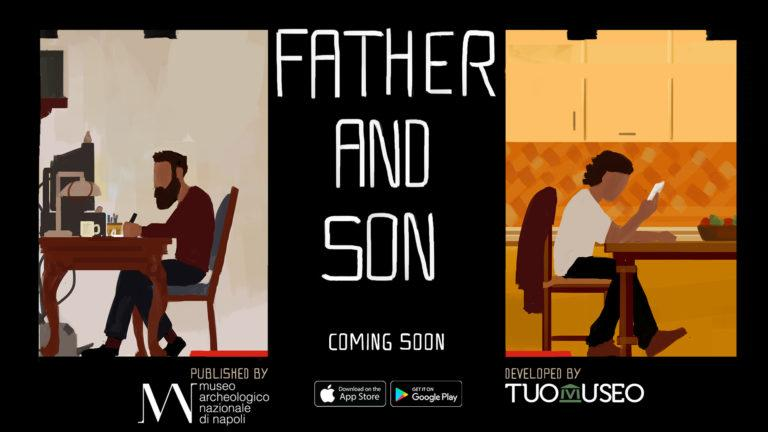 FATHER
AND
SON
COMING SOON
PUBLISHED BY
MN museo
archeologico
nazionale
di napoli
Download on the
App Store
GET IT ON
Google Play
DEVELOPED BY
TUOMUSEO